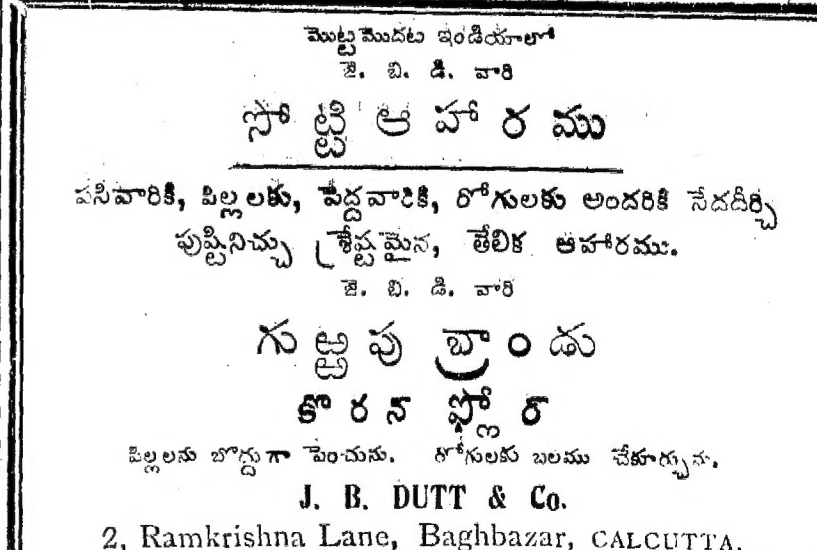 మొట్టమొదట ఇండియాలో
జె. బి. డి. వారి
సోట్టి ఆహారము
పసివారికి, పిల్లలకు, పెద్దవారికి, రోగులకు అందరికి సేదదీర్చి
పుష్టినిచ్చు శ్రేష్టమైన, తేలిక ఆహారము.
జె. బి. డి. వారి
గుఱ్ఱపు బ్రాండు
కొరన్ ఫ్లోర్
పిల్లలను బొద్దుగా పెంచును. రోగులకు బలము చేకూర్చును.
J. B. DUTT & Co.
2, Ramkrishna Lane, Baghbazar, CALCUTTA.